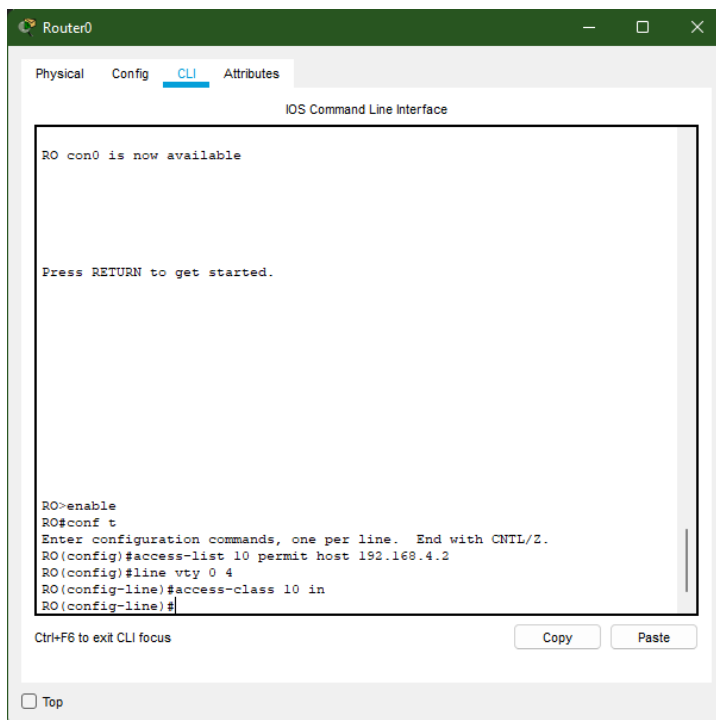 Router0
Physical Config CLI Attributes
IOS Command Line Interface
RO con0 is now available
Press RETURN to get started.
RO>enable
RO#conf t
Enter configuration commands, one per line.  End with CNTL/Z.
RO(config)#access-list 10 permit host 192.168.4.2
RO(config)#line vty 0 4
RO(config-line)#access-class 10 in
RO(config-line)#
Ctrl+F6 to exit CLI focus
Copy Paste
Top